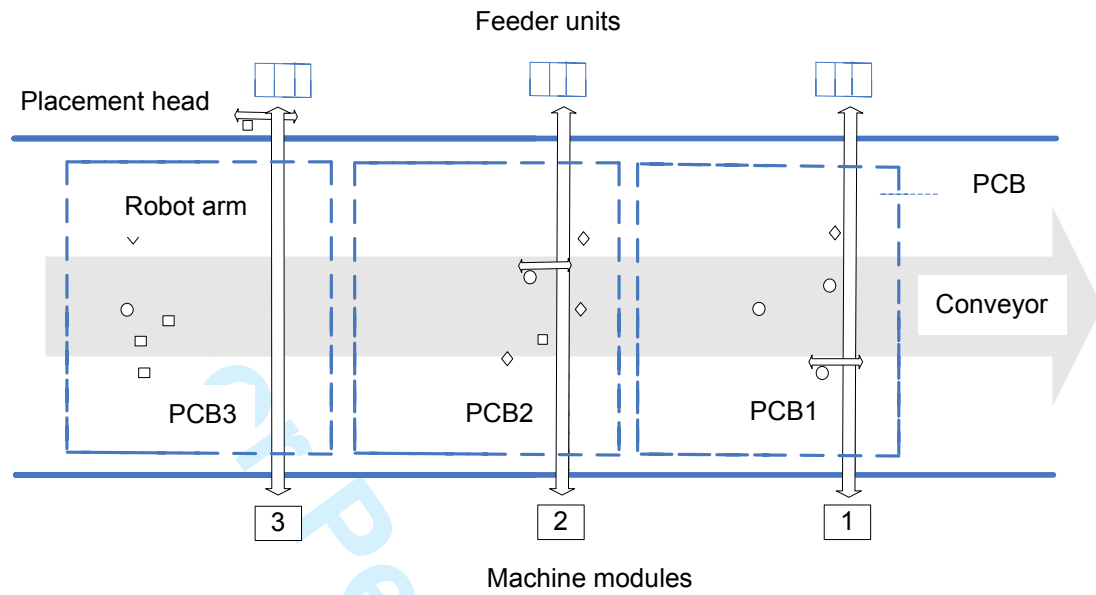 Feeder units
Placement head
PCB
Robot arm
Conveyor
PCB3
PCB2
PCB1
3
2
1
Machine modules